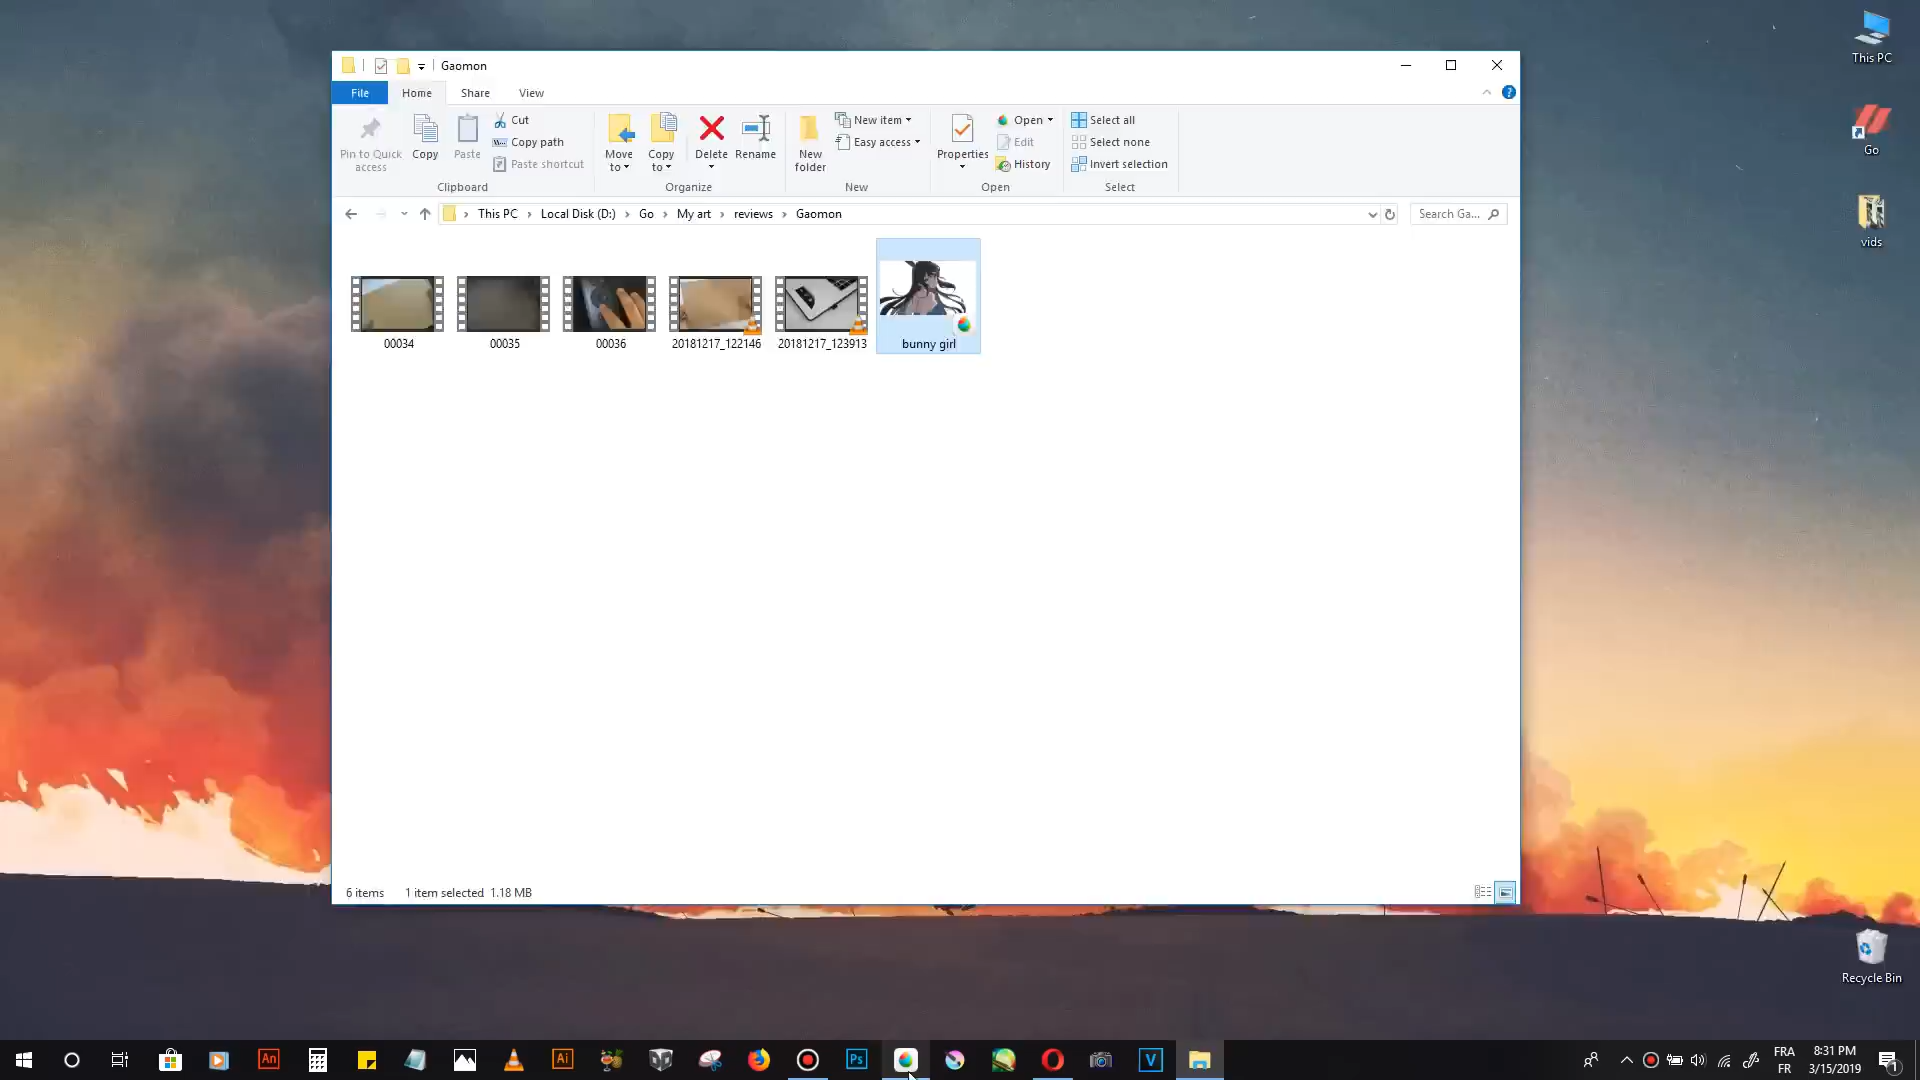 Gaomon
File Home Share View
Pin to Quick access
Copy
Paste
Cut
Copy path
Paste shortcut
Clipboard
Move to
Copy to
Delete
Rename
Organize
New folder
New item
Easy access
New
Properties
Open
Edit
History
Open
Select all
Select none
Invert selection
Select
This PC Local Disk (D:) Go My art reviews Gaomon
Search Ga...
00034 00035 00036 20181217_122146 20181217_123913 bunny girl
6 items 1 item selected 1.18 MB
This PC
Go
vids
Recycle Bin
An
Ai
Ps
V
FRA
FR
8:31 PM
3/15/2019
1